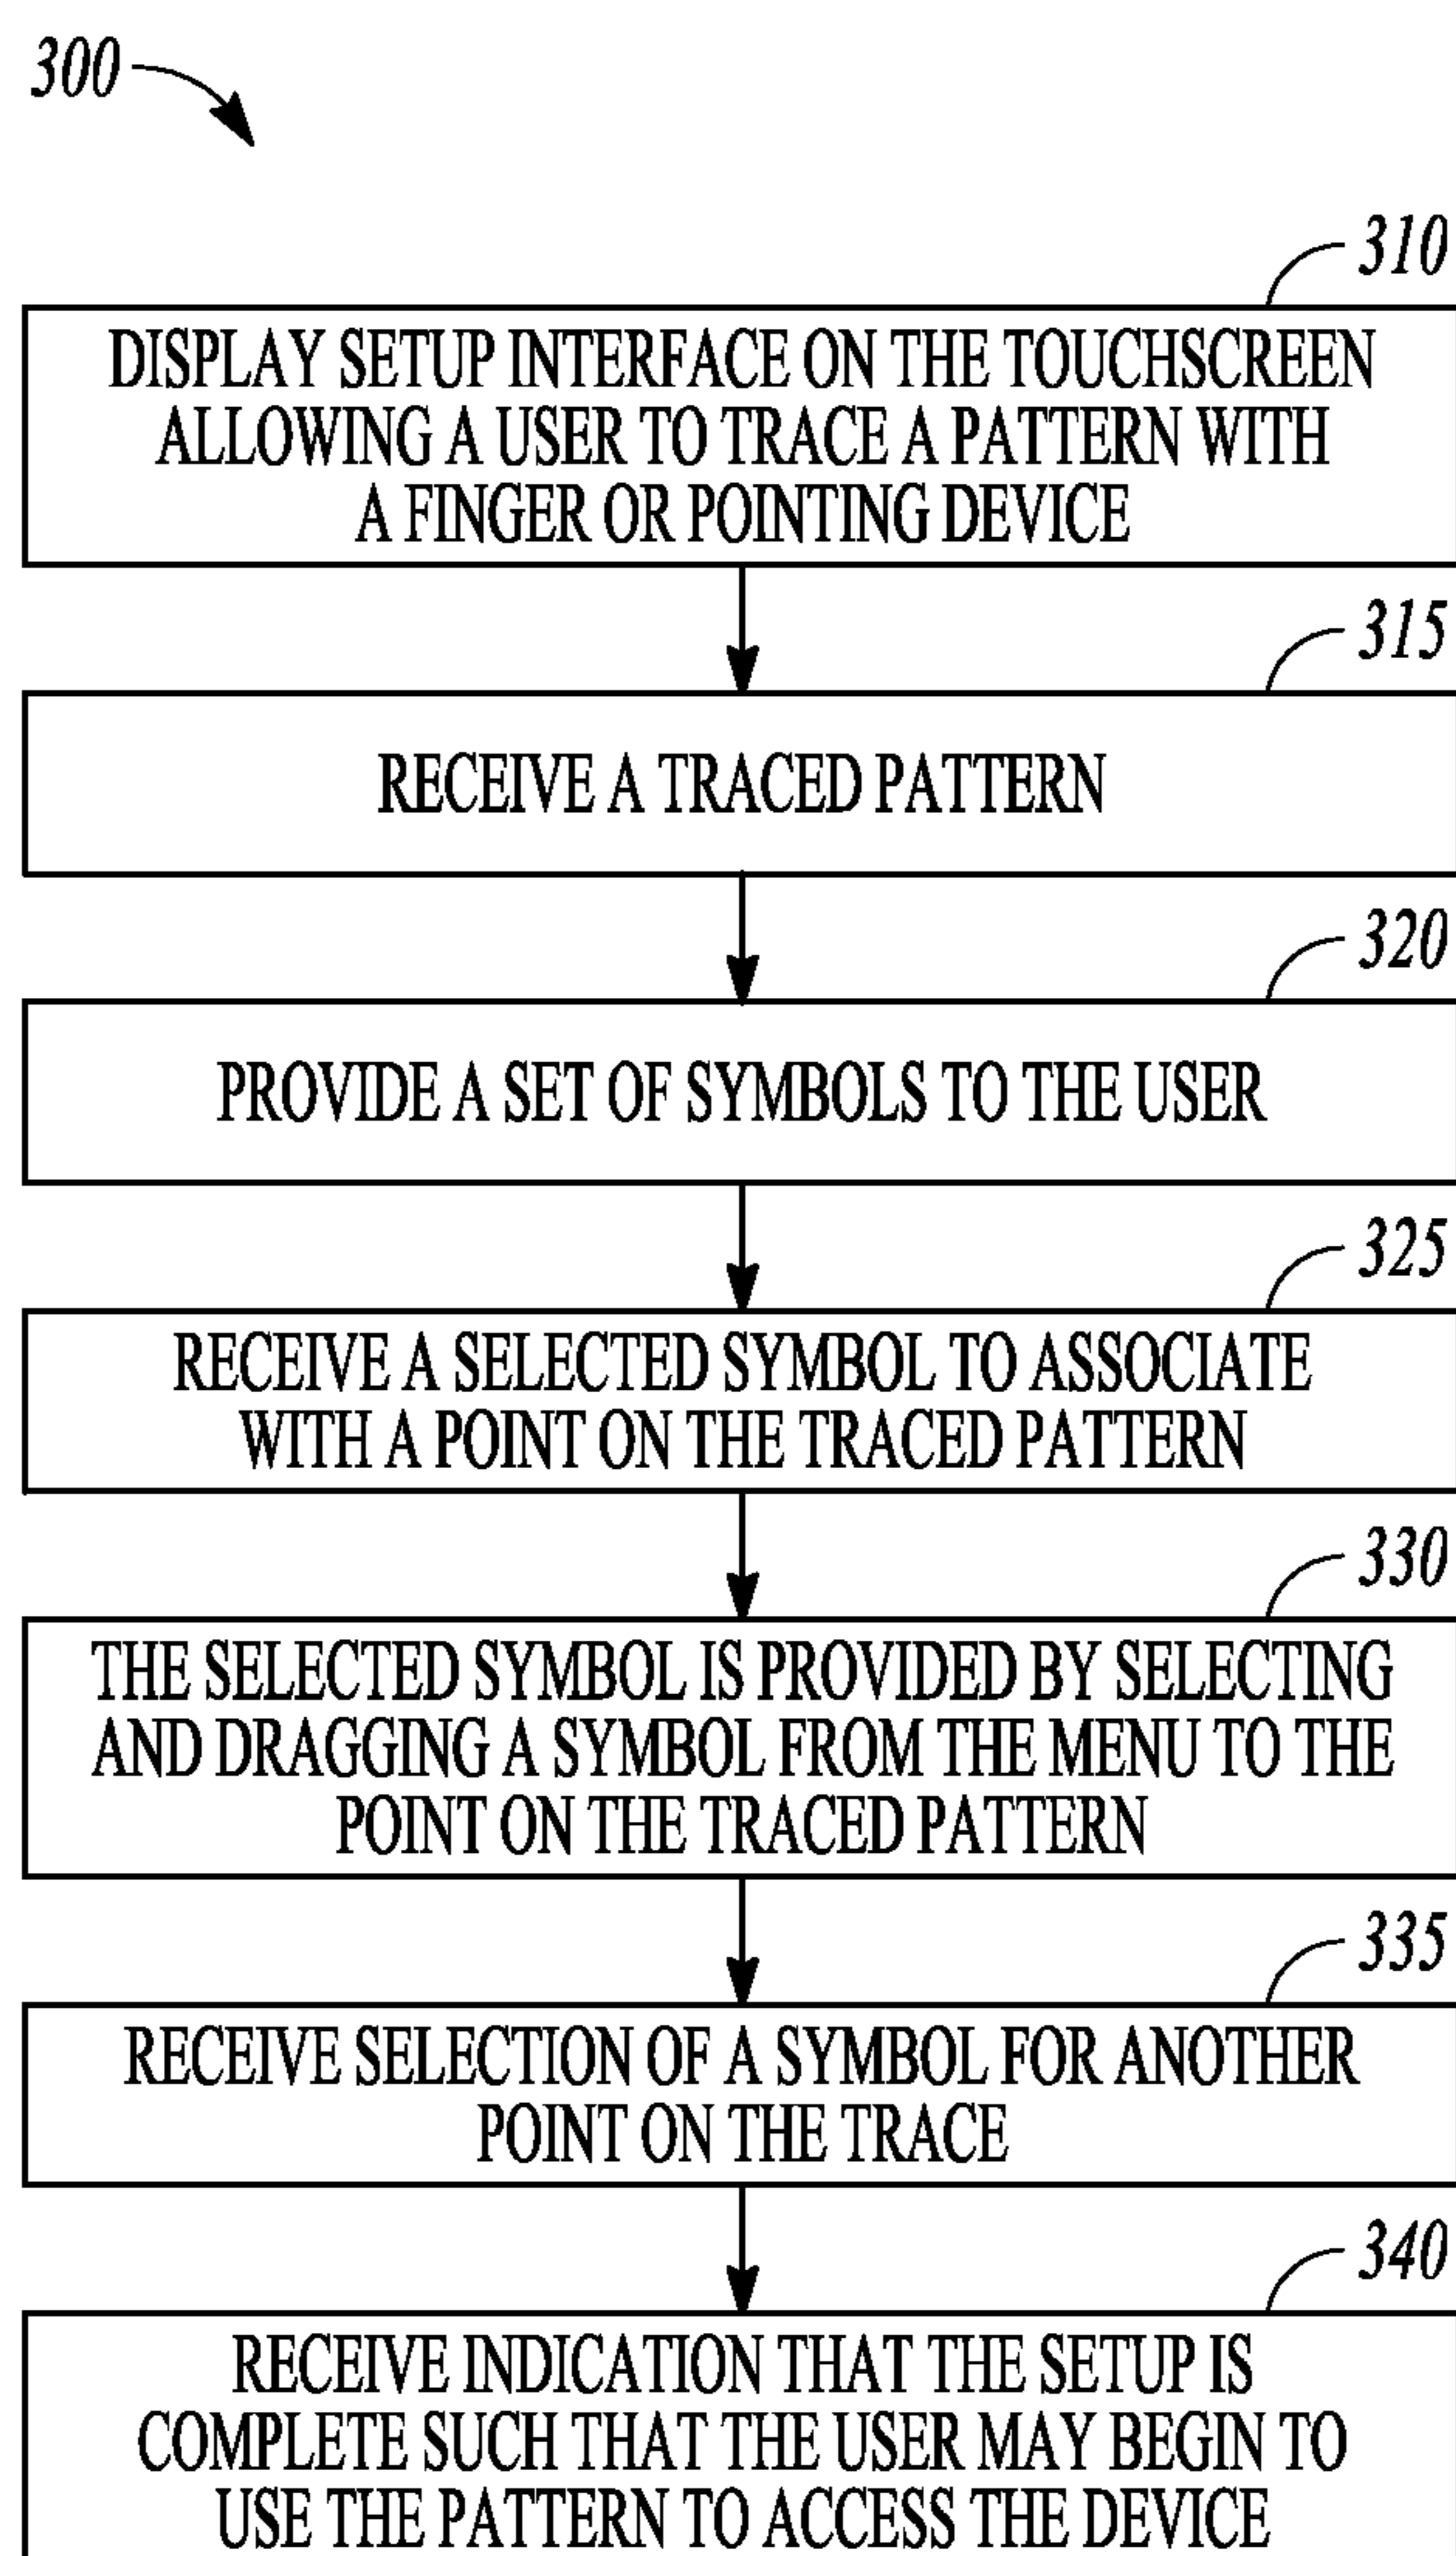 300
310
DISPLAY SETUP INTERFACE ON THE TOUCHSCREEN
ALLOWING A USER TO TRACE A PATTERN WITH
A FINGER OR POINTING DEVICE
315
RECEIVE A TRACED PATTERN
320
PROVIDE A SET OF SYMBOLS TO THE USER
325
RECEIVE A SELECTED SYMBOL TO ASSOCIATE
WITH A POINT ON THE TRACED PATTERN
330
THE SELECTED SYMBOL IS PROVIDED BY SELECTING
AND DRAGGING A SYMBOL FROM THE MENU TO THE
POINT ON THE TRACED PATTERN
335
RECEIVE SELECTION OF A SYMBOL FOR ANOTHER
POINT ON THE TRACE
340
RECEIVE INDICATION THAT THE SETUP IS
COMPLETE SUCH THAT THE USER MAY BEGIN TO
USE THE PATTERN TO ACCESS THE DEVICE